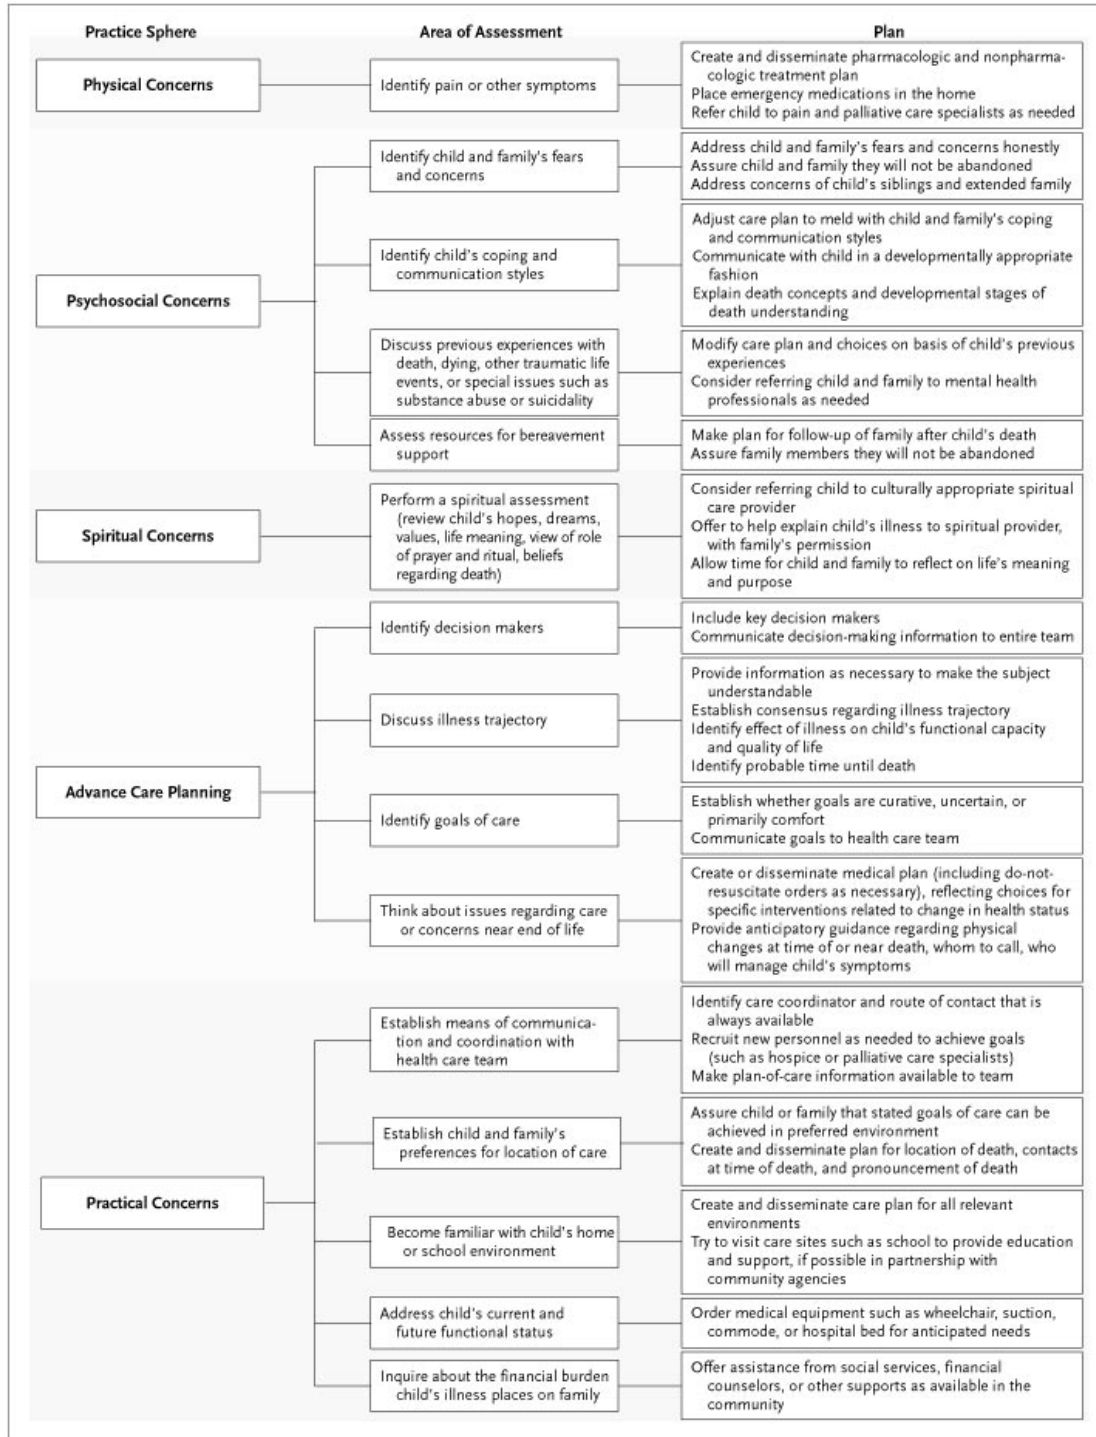 Practice Sphere
Area of Assessment
Plan
Physical Concerns
Identify pain or other symptoms
Create and disseminate pharmacologic and nonpharma-
cologic treatment plan
Place emergency medications in the home
Refer child to pain and palliative care specialists as needed
Psychosocial Concerns
Identify child and family's fears
and concerns
Address child and family's fears and concerns honestly
Assure child and family they will not be abandoned
Address concerns of child's siblings and extended family
Identify child's coping and
communication styles
Adjust care plan to meld with child and family's coping
and communication styles
Communicate with child in a developmentally appropriate
fashion
Explain death concepts and developmental stages of
death understanding
Discuss previous experiences with
death, dying, other traumatic life
events, or special issues such as
substance abuse or suicidality
Modify care plan and choices on basis of child's previous
experiences
Consider referring child and family to mental health
professionals as needed
Assess resources for bereavement
support
Make plan for follow-up of family after child's death
Assure family members they will not be abandoned
Spiritual Concerns
Perform a spiritual assessment
(review child's hopes, dreams,
values, life meaning, view of role
of prayer and ritual, beliefs
regarding death)
Consider referring child to culturally appropriate spiritual
care provider
Offer to help explain child's illness to spiritual provider,
with family's permission
Allow time for child and family to reflect on life's meaning
and purpose
Advance Care Planning
Identify decision makers
Include key decision makers
Communicate decision-making information to entire team
Discuss illness trajectory
Provide information as necessary to make the subject
understandable
Establish consensus regarding illness trajectory
Identify effect of illness on child's functional capacity
and quality of life
Identify probable time until death
Identify goals of care
Establish whether goals are curative, uncertain, or
primarily comfort
Communicate goals to health care team
Think about issues regarding care
or concerns near end of life
Create or disseminate medical plan (including do-not-
resuscitate orders as necessary), reflecting choices for
specific interventions related to change in health status
Provide anticipatory guidance regarding physical
changes at time of or near death, whom to call, who
will manage child's symptoms
Practical Concerns
Establish means of communica-
tion and coordination with
health care team
Identify care coordinator and route of contact that is
always available
Recruit new personnel as needed to achieve goals
(such as hospice or palliative care specialists)
Make plan-of-care information available to team
Establish child and family's
preferences for location of care
Assure child or family that stated goals of care can be
achieved in preferred environment
Create and disseminate plan for location of death, contacts
at time of death, and pronouncement of death
Become familiar with child's home
or school environment
Create and disseminate care plan for all relevant
environments
Try to visit care sites such as school to provide education
and support, if possible in partnership with
community agencies
Address child's current and
future functional status
Order medical equipment such as wheelchair, suction,
commode, or hospital bed for anticipated needs
Inquire about the financial burden
child's illness places on family
Offer assistance from social services, financial
counselors, or other supports as available in the
community